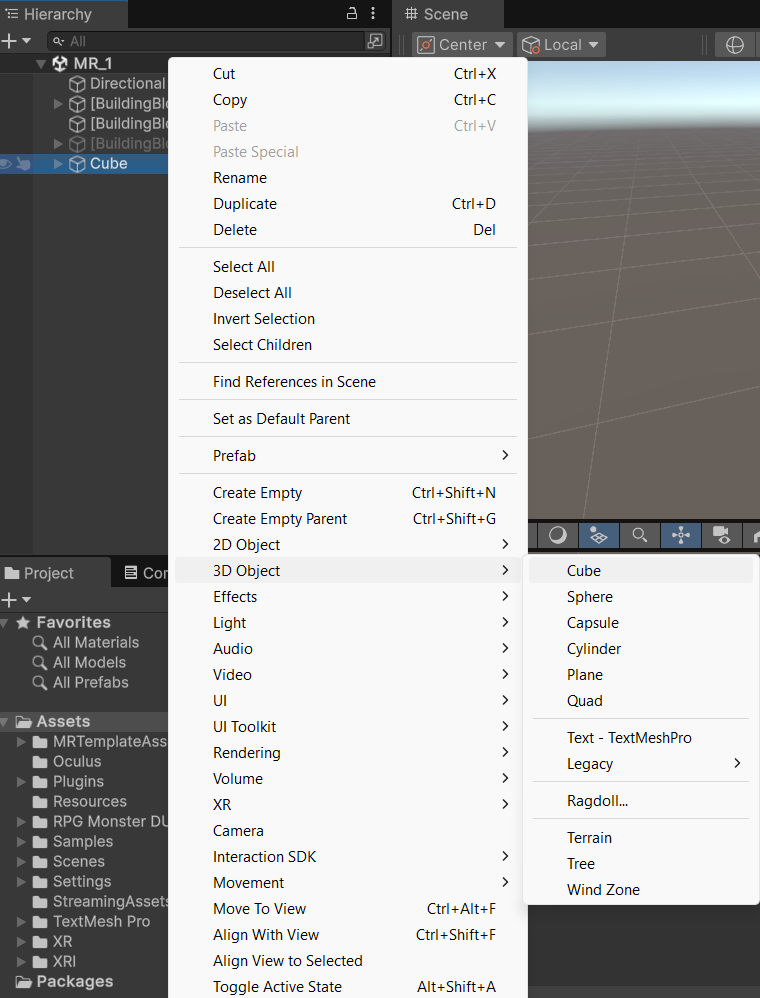 Hierarchy
Scene
All
Center
Local
MR_1
Directional
[BuildingBlo
[BuildingBlo
[BuildingBlo
Cube
Cut Ctrl+X
Copy Ctrl+C
Paste Ctrl+V
Paste Special
Rename
Duplicate Ctrl+D
Delete Del
Select All
Deselect All
Invert Selection
Select Children
Find References in Scene
Set as Default Parent
Prefab
Create Empty Ctrl+Shift+N
Create Empty Parent Ctrl+Shift+G
2D Object
3D Object
Effects
Light
Audio
Video
UI
UI Toolkit
Rendering
Volume
XR
Camera
Interaction SDK
Movement
Move To View Ctrl+Alt+F
Align With View Ctrl+Shift+F
Align View to Selected
Toggle Active State Alt+Shift+A
Cube
Sphere
Capsule
Cylinder
Plane
Quad
Text - TextMeshPro
Legacy
Ragdoll...
Terrain
Tree
Wind Zone
Project
Con
Favorites
All Materials
All Models
All Prefabs
Assets
MRTemplateAss
Oculus
Plugins
Resources
RPG Monster DU
Samples
Scenes
Settings
StreamingAssets
TextMesh Pro
XR
XRI
Packages